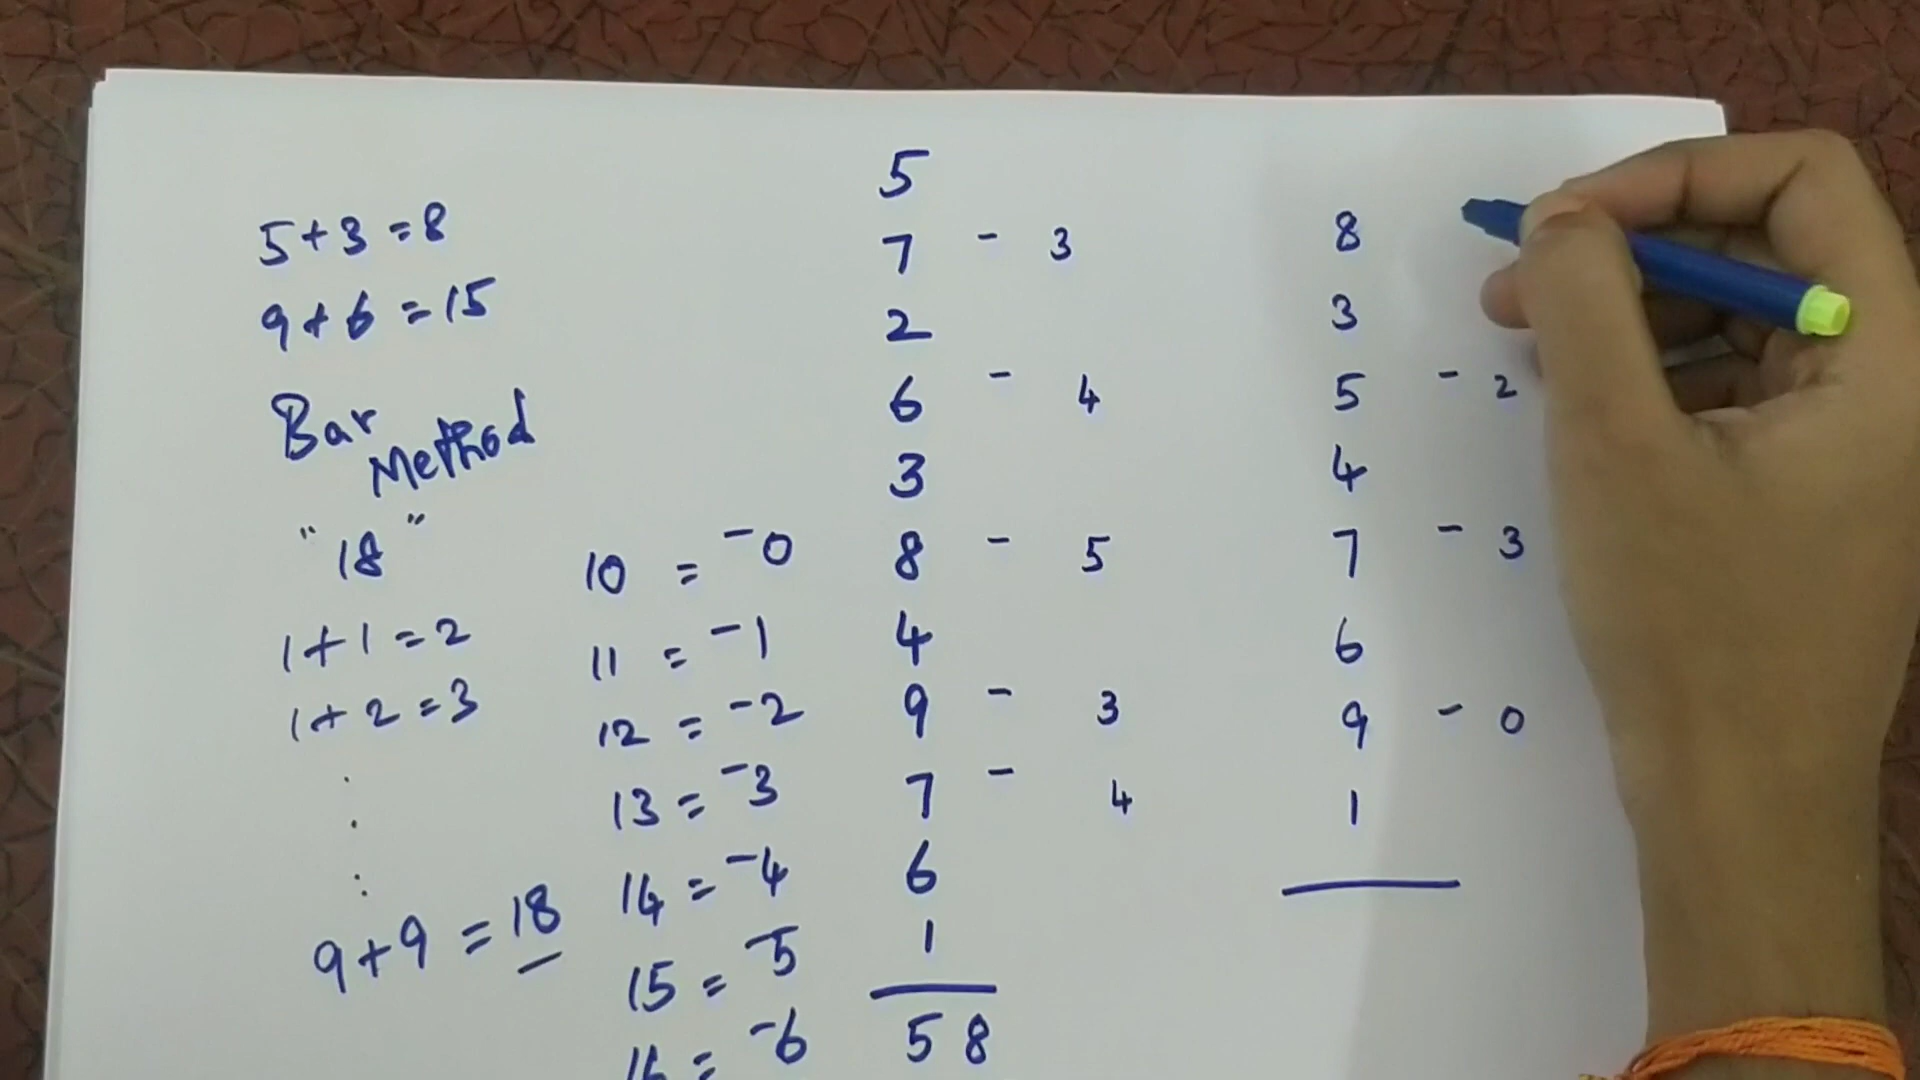 5+3=8
9+6=15
Bar
Method
"18"
1+1=2
1+2=3
⋮
9+9=18
10 = -0
11 = -1
12 = -2
13 = -3
14 = -4
15 = -5
16 = -6
5
7 - 3
2
6 - 4
3
8 - 5
4
9 - 3
7 - 4
6
1
58
8
3
5 - 2
4
7 - 3
6
9 - 0
1